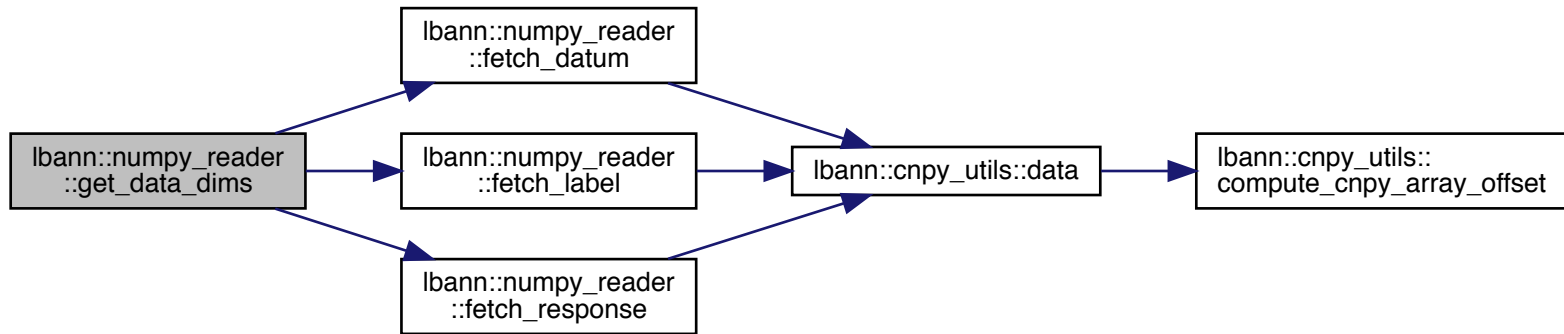 lbann::numpy_reader
::get_data_dims
lbann::numpy_reader
::fetch_datum
lbann::numpy_reader
::fetch_label
lbann::numpy_reader
::fetch_response
lbann::cnpy_utils::data
lbann::cnpy_utils::
compute_cnpy_array_offset